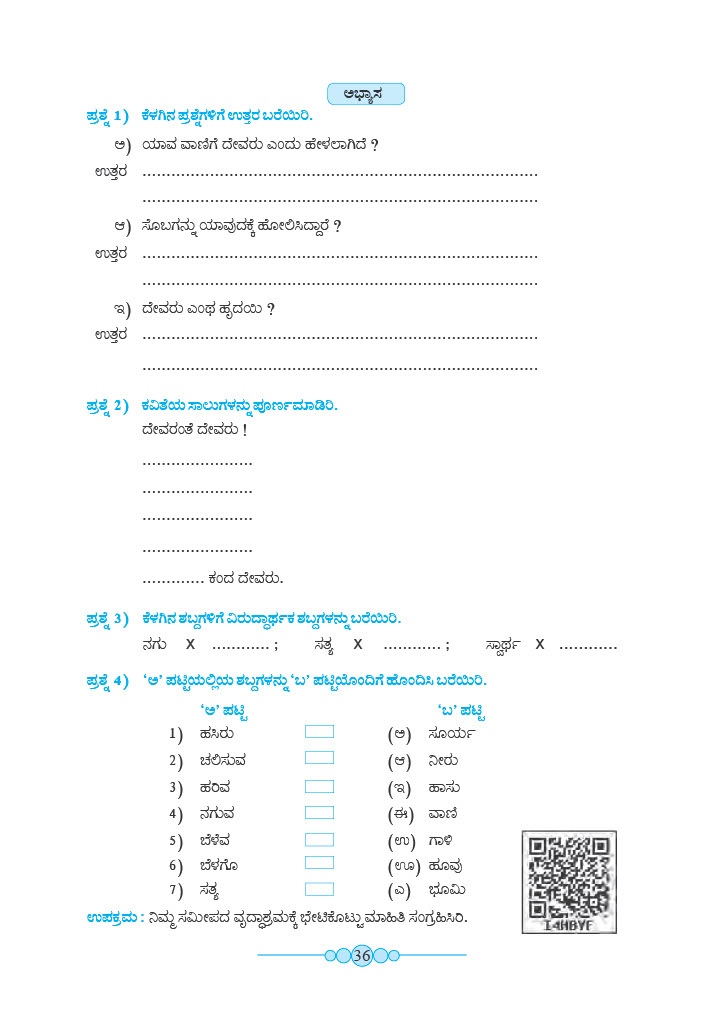 ಅಭ್ಯಾಸ
ಪ್ರಶ್ನೆ 1) ಕೆಳಗಿನ ಪ್ರಶ್ನೆಗಳಿಗೆ ಉತ್ತರ ಬರೆಯಿರಿ.
ಅ) ಯಾವ ವಾಣಿಗೆ ದೇವರು ಎಂದು ಹೇಳಲಾಗಿದೆ ?
ಉತ್ತರ ..................................................................................
..................................................................................
ಆ) ಸೊಬಗನ್ನು ಯಾವುದಕ್ಕೆ ಹೋಲಿಸಿದ್ದಾರೆ ?
ಉತ್ತರ ..................................................................................
..................................................................................
ಇ) ದೇವರು ಎಂಥ ಹೃದಯಿ ?
ಉತ್ತರ ..................................................................................
..................................................................................
ಪ್ರಶ್ನೆ 2) ಕವಿತೆಯ ಸಾಲುಗಳನ್ನು ಪೂರ್ಣಮಾಡಿರಿ.
ದೇವರಂತೆ ದೇವರು !
.......................
.......................
.......................
.......................
............. ಕಂದ ದೇವರು.
ಪ್ರಶ್ನೆ 3) ಕೆಳಗಿನ ಶಬ್ದಗಳಿಗೆ ವಿರುದ್ಧಾರ್ಥಕ ಶಬ್ದಗಳನ್ನು ಬರೆಯಿರಿ.
ನಗು X ............ ; ಸತ್ಯ X ............ ; ಸ್ವಾರ್ಥ X ............
ಪ್ರಶ್ನೆ 4) ‘ಅ’ ಪಟ್ಟಿಯಲ್ಲಿಯ ಶಬ್ದಗಳನ್ನು ‘ಬ’ ಪಟ್ಟಿಯೊಂದಿಗೆ ಹೊಂದಿಸಿ ಬರೆಯಿರಿ.
‘ಅ’ ಪಟ್ಟಿ ‘ಬ’ ಪಟ್ಟಿ
1) ಹಸಿರು (ಅ) ಸೂರ್ಯ
2) ಚಲಿಸುವ (ಆ) ನೀರು
3) ಹರಿವ (ಇ) ಹಾಸು
4) ನಗುವ (ಈ) ವಾಣಿ
5) ಬೆಳೆವ (ಉ) ಗಾಳಿ
6) ಬೆಳಗೊ (ಊ) ಹೂವು
7) ಸತ್ಯ (ಎ) ಭೂಮಿ
I4HBYF
ಉಪಕ್ರಮ : ನಿಮ್ಮ ಸಮೀಪದ ವೃದ್ಧಾಶ್ರಮಕ್ಕೆ ಭೇಟಿಕೊಟ್ಟು ಮಾಹಿತಿ ಸಂಗ್ರಹಿಸಿರಿ.
36